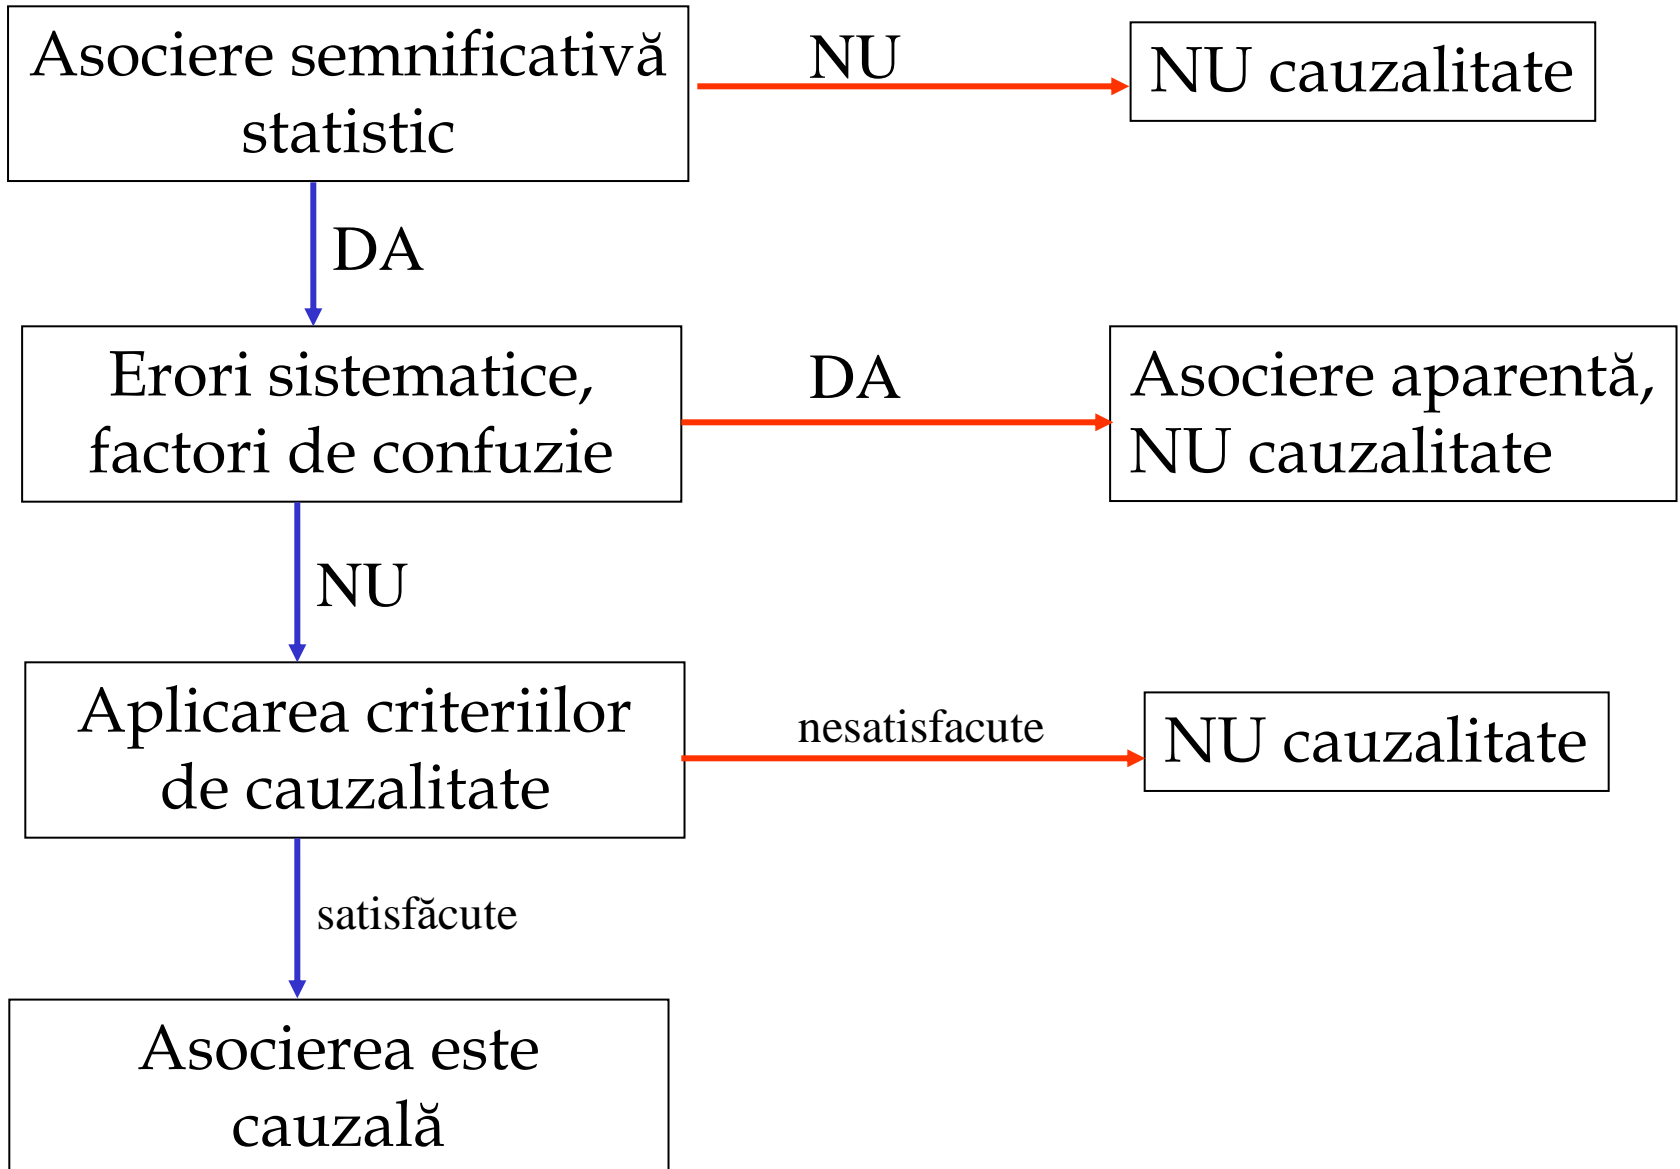 Asociere semnificativă
statistic
NU
NU cauzalitate
DA
Erori sistematice,
factori de confuzie
DA
Asociere aparentă,
NU cauzalitate
NU
Aplicarea criteriilor
de cauzalitate
nesatisfacute
NU cauzalitate
satisfăcute
Asocierea este
cauzală